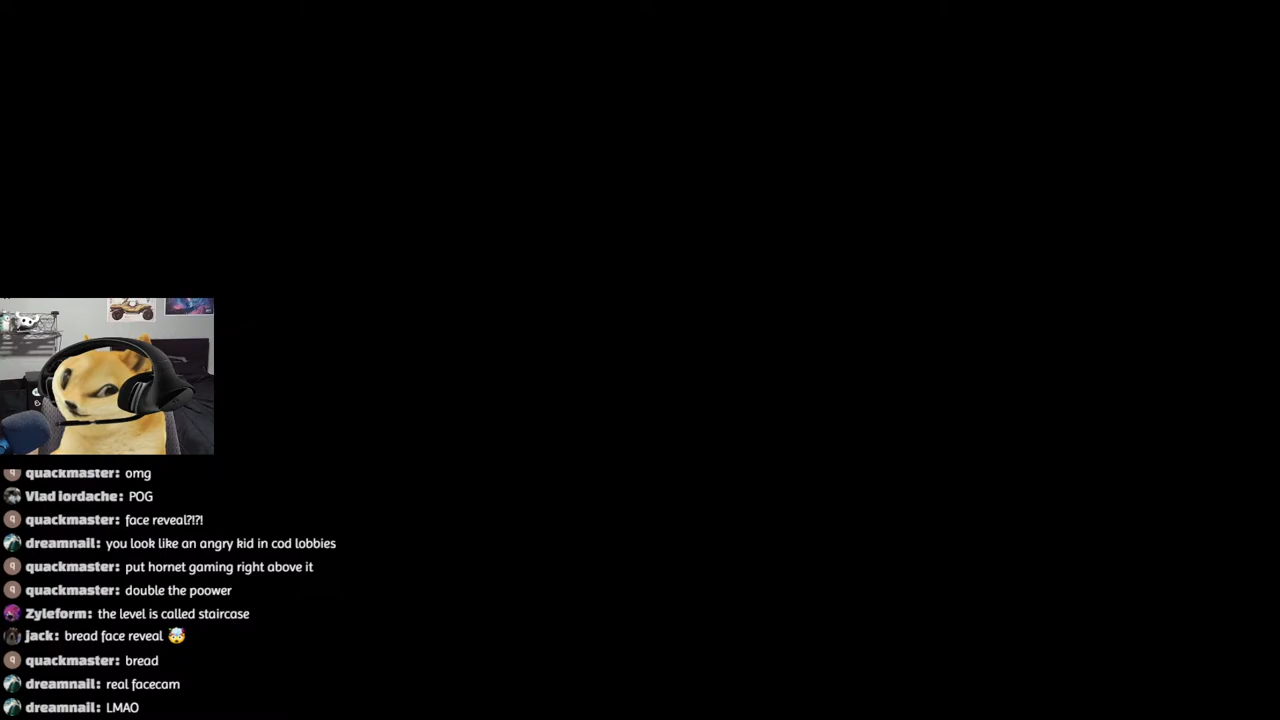 quackmaster: omg
Vlad iordache: POG
quackmaster: face reveal?!?!
dreamnail: you look like an angry kid in cod lobbies
quackmaster: put hornet gaming right above it
quackmaster: double the poower
Zyleform: the level is called staircase
jack: bread face reveal 🤯
quackmaster: bread
dreamnail: real facecam
dreamnail: LMAO